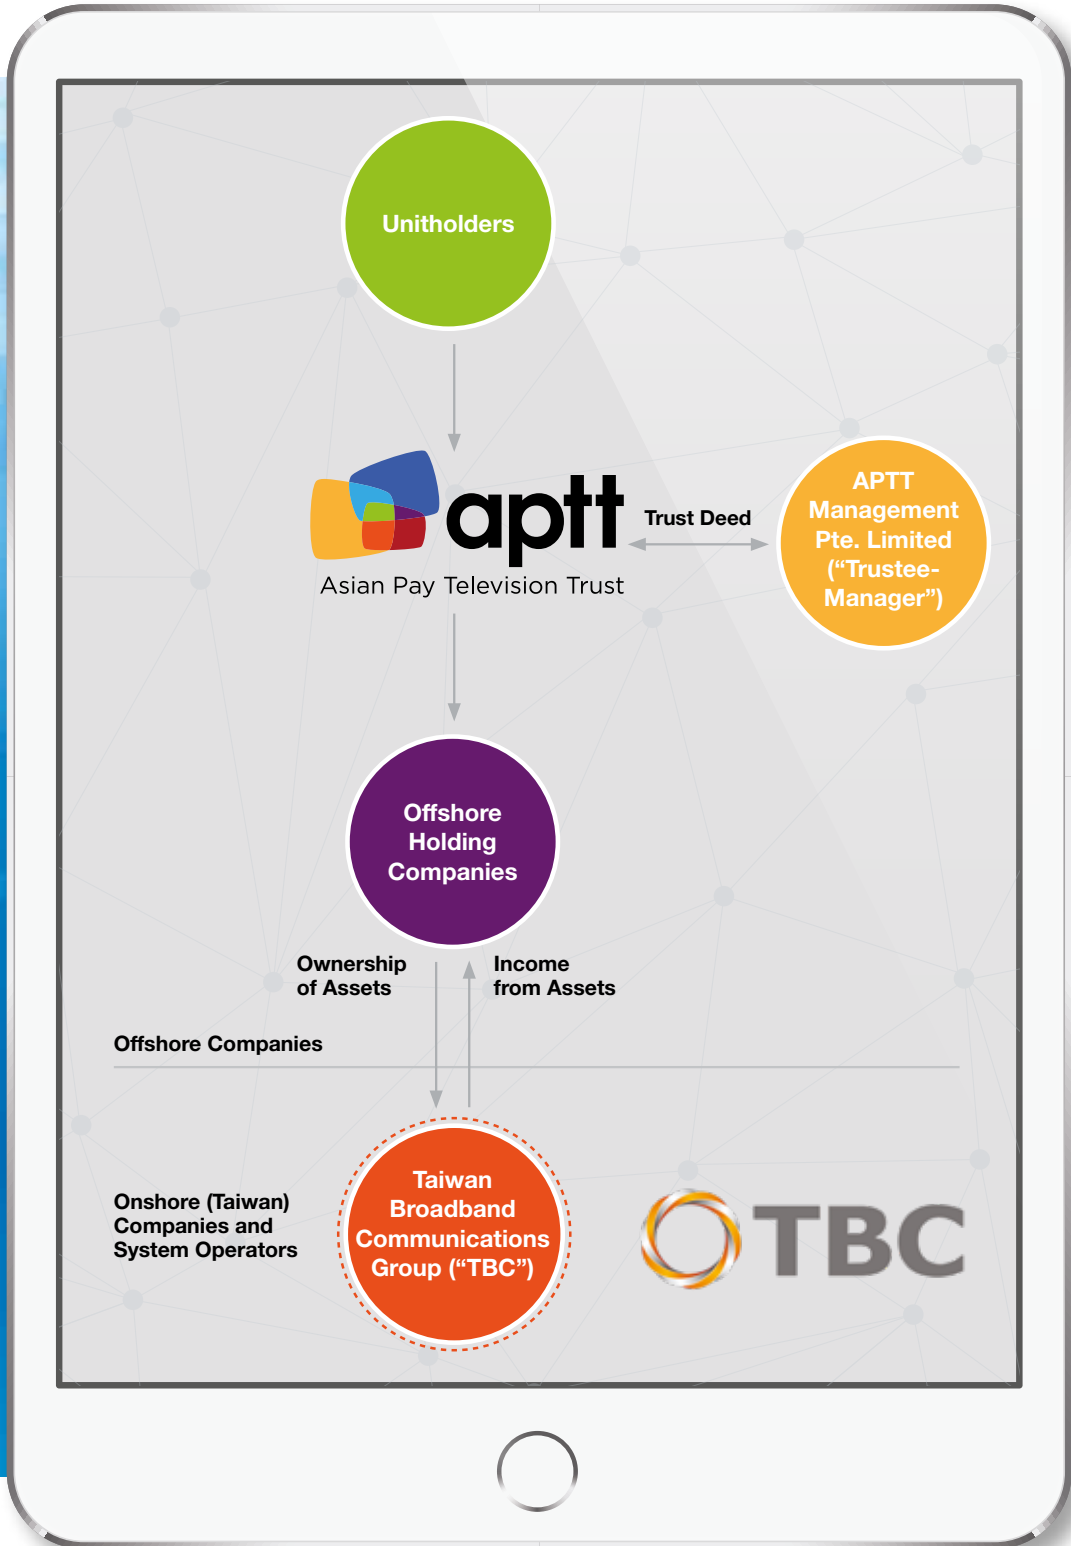 Unitholders
aptt
Asian Pay Television Trust
Trust Deed
APTT
Management
Pte. Limited
(“Trustee-
Manager”)
Offshore
Holding
Companies
Ownership
of Assets
Income
from Assets
Offshore Companies
Onshore (Taiwan)
Companies and
System Operators
Taiwan
Broadband
Communications
Group (“TBC”)
TBC